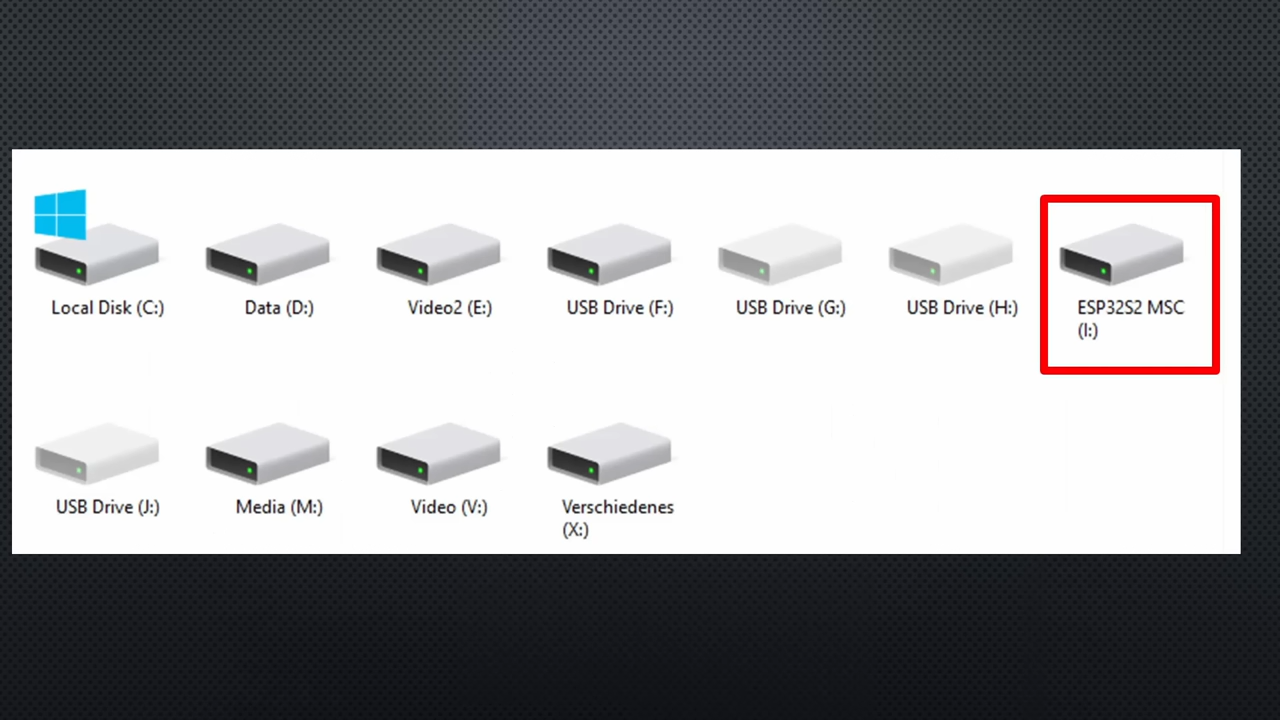 Local Disk (C:)
Data (D:)
Video2 (E:)
USB Drive (F:)
USB Drive (G:)
USB Drive (H:)
ESP32S2 MSC
(I:)
USB Drive (J:)
Media (M:)
Video (V:)
Verschiedenes
(X:)